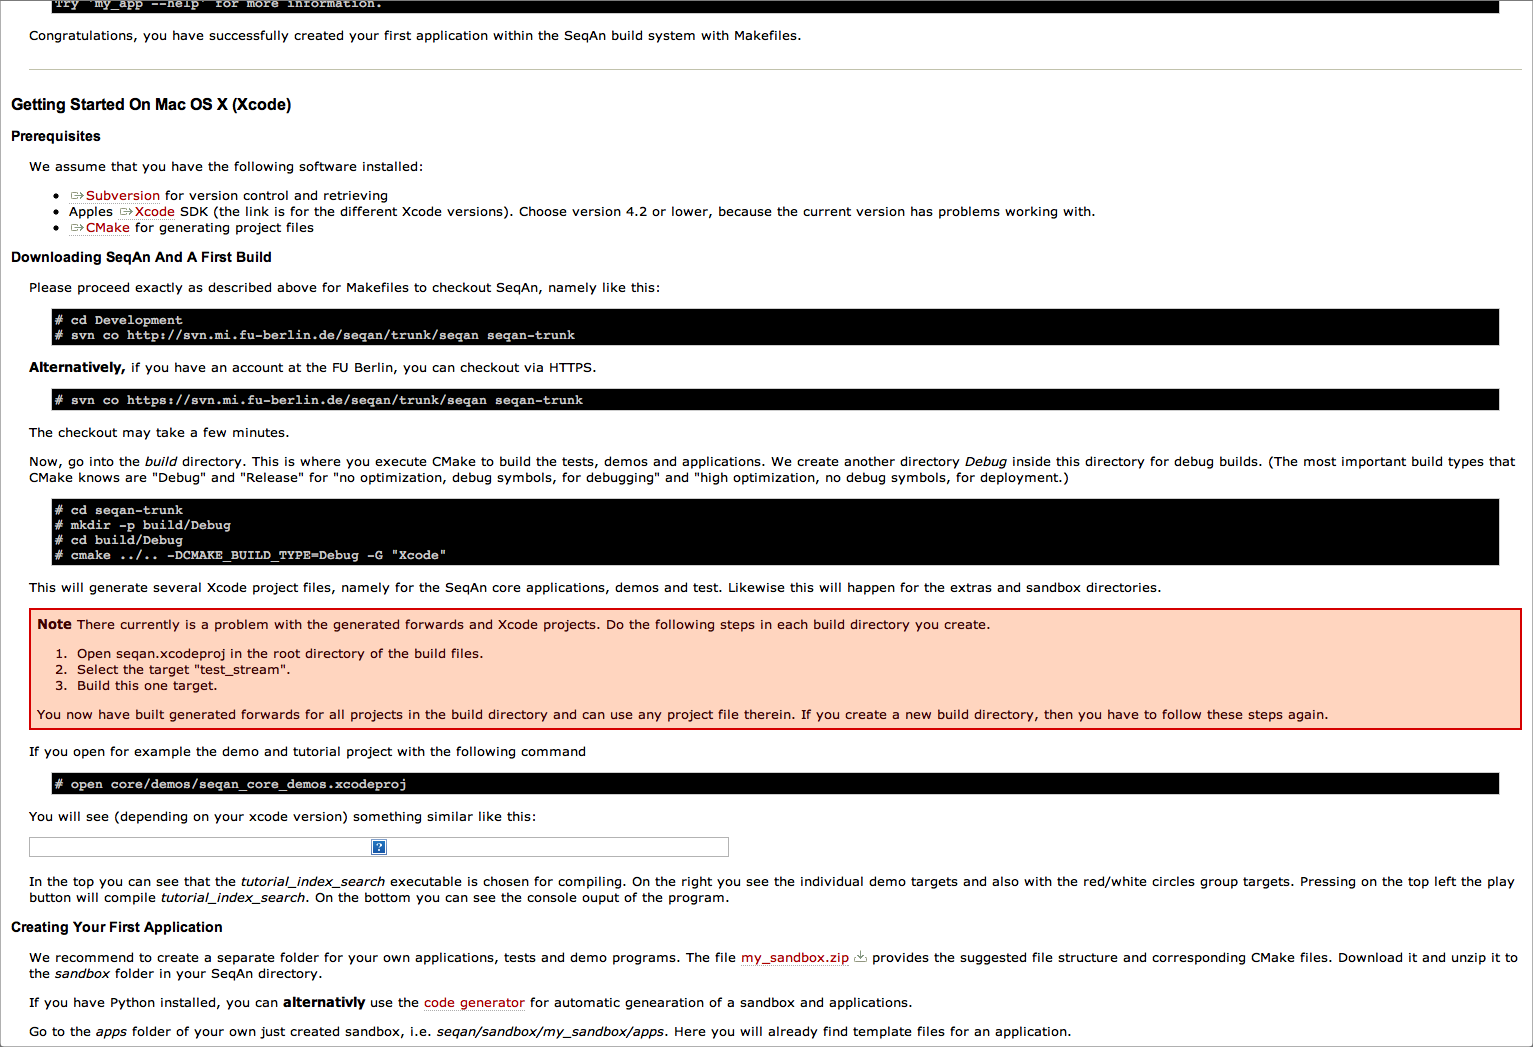 Try 'my_app --help' for more information.
Congratulations, you have successfully created your first application within the SeqAn build system with Makefiles.
Getting Started On Mac OS X (Xcode)
Prerequisites
We assume that you have the following software installed:
• Subversion for version control and retrieving
• Apples Xcode SDK (the link is for the different Xcode versions). Choose version 4.2 or lower, because the current version has problems working with.
• CMake for generating project files
Downloading SeqAn And A First Build
Please proceed exactly as described above for Makefiles to checkout SeqAn, namely like this:
# cd Development
# svn co http://svn.mi.fu-berlin.de/seqan/trunk/seqan seqan-trunk
Alternatively, if you have an account at the FU Berlin, you can checkout via HTTPS.
# svn co https://svn.mi.fu-berlin.de/seqan/trunk/seqan seqan-trunk
The checkout may take a few minutes.
Now, go into the build directory. This is where you execute CMake to build the tests, demos and applications. We create another directory Debug inside this directory for debug builds. (The most important build types that
CMake knows are "Debug" and "Release" for "no optimization, debug symbols, for debugging" and "high optimization, no debug symbols, for deployment.)
# cd seqan-trunk
# mkdir -p build/Debug
# cd build/Debug
# cmake ../.. -DCMAKE_BUILD_TYPE=Debug -G "Xcode"
This will generate several Xcode project files, namely for the SeqAn core applications, demos and test. Likewise this will happen for the extras and sandbox directories.
Note There currently is a problem with the generated forwards and Xcode projects. Do the following steps in each build directory you create.
1. Open seqan.xcodeproj in the root directory of the build files.
2. Select the target "test_stream".
3. Build this one target.
You now have built generated forwards for all projects in the build directory and can use any project file therein. If you create a new build directory, then you have to follow these steps again.
If you open for example the demo and tutorial project with the following command
# open core/demos/seqan_core_demos.xcodeproj
You will see (depending on your xcode version) something similar like this:
?
In the top you can see that the tutorial_index_search executable is chosen for compiling. On the right you see the individual demo targets and also with the red/white circles group targets. Pressing on the top left the play
button will compile tutorial_index_search. On the bottom you can see the console ouput of the program.
Creating Your First Application
We recommend to create a separate folder for your own applications, tests and demo programs. The file my_sandbox.zip provides the suggested file structure and corresponding CMake files. Download it and unzip it to
the sandbox folder in your SeqAn directory.
If you have Python installed, you can alternativly use the code generator for automatic genearation of a sandbox and applications.
Go to the apps folder of your own just created sandbox, i.e. seqan/sandbox/my_sandbox/apps. Here you will already find template files for an application.